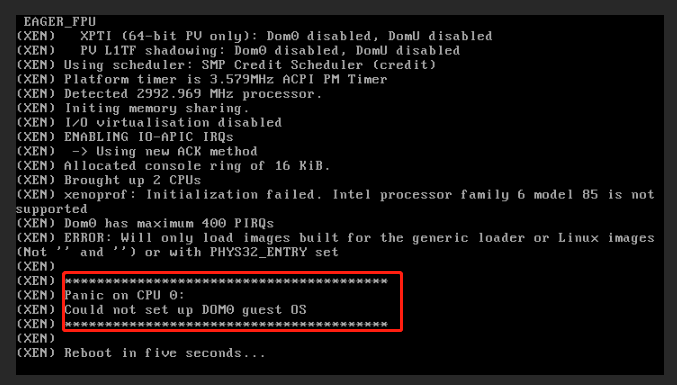 EAGER_FPU
(XEN)   XPTI (64-bit PV only): Dom0 disabled, DomU disabled
(XEN)   PV L1TF shadowing: Dom0 disabled, DomU disabled
(XEN) Using scheduler: SMP Credit Scheduler (credit)
(XEN) Platform timer is 3.579MHz ACPI PM Timer
(XEN) Detected 2992.969 MHz processor.
(XEN) Initing memory sharing.
(XEN) I/O virtualisation disabled
(XEN) ENABLING IO-APIC IRQs
(XEN)  -> Using new ACK method
(XEN) Allocated console ring of 16 KiB.
(XEN) Brought up 2 CPUs
(XEN) xenoprof: Initialization failed. Intel processor family 6 model 85 is not
supported
(XEN) Dom0 has maximum 400 PIRQs
(XEN) ERROR: Will only load images built for the generic loader or Linux images
(Not '' and '') or with PHYS32_ENTRY set
(XEN)
(XEN) ****************************************
(XEN) Panic on CPU 0:
(XEN) Could not set up DOM0 guest OS
(XEN) ****************************************
(XEN)
(XEN) Reboot in five seconds...